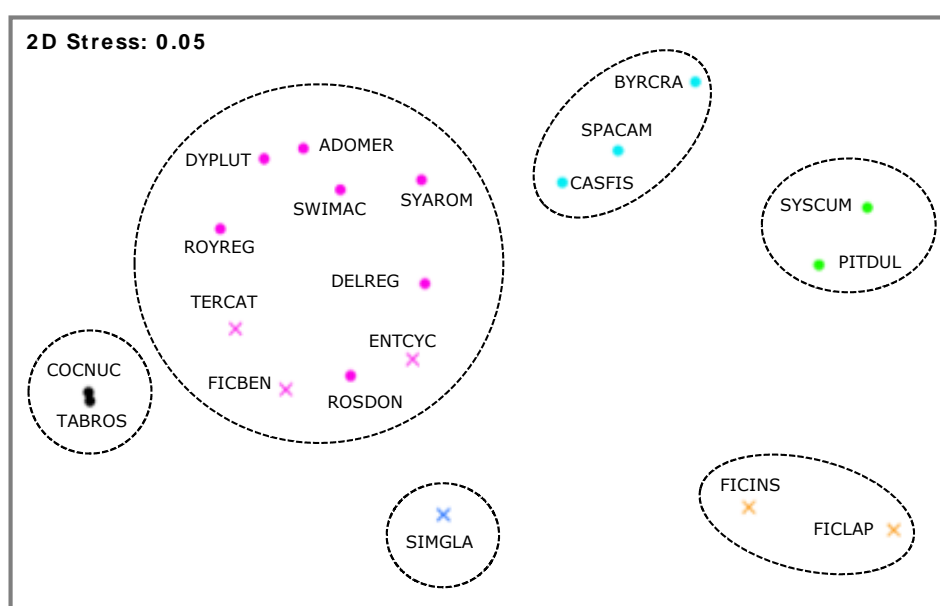 2D Stress: 0.05
BYRCRA
SPACAM
ADOMER
DYPLUT
CASFIS
SWIMAC
SYAROM
SYSCUM
ROYREG
PITDUL
DELREG
TERCAT
ENTCYC
COCNUC
FICBEN
ROSDON
TABROS
FICINS
FICLAP
SIMGLA